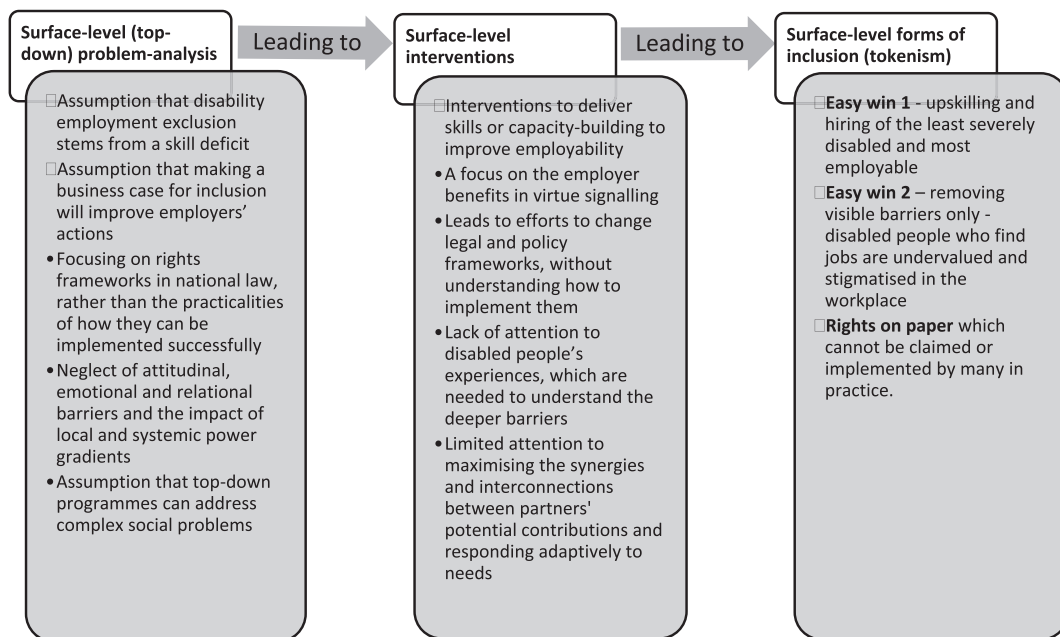 Surface-level (top-
down) problem-analysis
Leading to
Surface-level
interventions
Leading to
Surface-level forms of
inclusion (tokenism)
□Assumption that disability
employment exclusion
stems from a skill deficit
□Assumption that making a
business case for inclusion
will improve employers’
actions
•Focusing on rights
frameworks in national law,
rather than the practicalities
of how they can be
implemented successfully
•Neglect of attitudinal,
emotional and relational
barriers and the impact of
local and systemic power
gradients
•Assumption that top-down
programmes can address
complex social problems
□Interventions to deliver
skills or capacity-building to
improve employability
•A focus on the employer
benefits in virtue signalling
•Leads to efforts to change
legal and policy
frameworks, without
understanding how to
implement them
•Lack of attention to
disabled people’s
experiences, which are
needed to understand the
deeper barriers
•Limited attention to
maximising the synergies
and interconnections
between partners'
potential contributions and
responding adaptively to
needs
□Easy win 1 - upskilling and
hiring of the least severely
disabled and most
employable
□Easy win 2 – removing
visible barriers only -
disabled people who find
jobs are undervalued and
stigmatised in the
workplace
□Rights on paper which
cannot be claimed or
implemented by many in
practice.